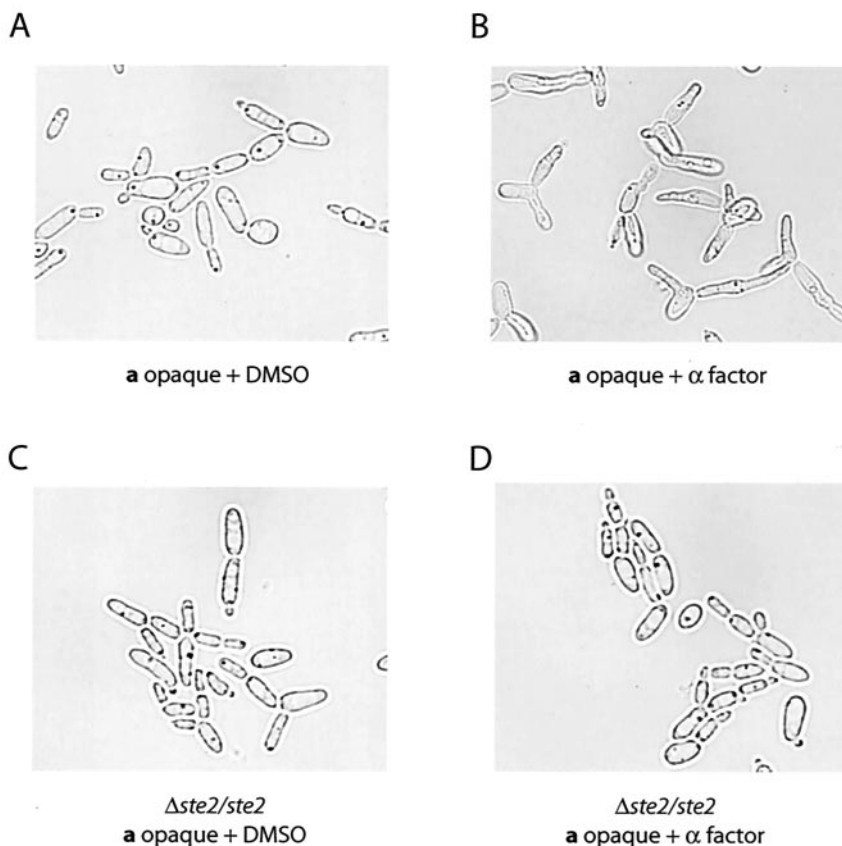 A
B
a opaque + DMSO
a opaque + α factor
C
D
Δste2/ste2
a opaque + DMSO
Δste2/ste2
a opaque + α factor